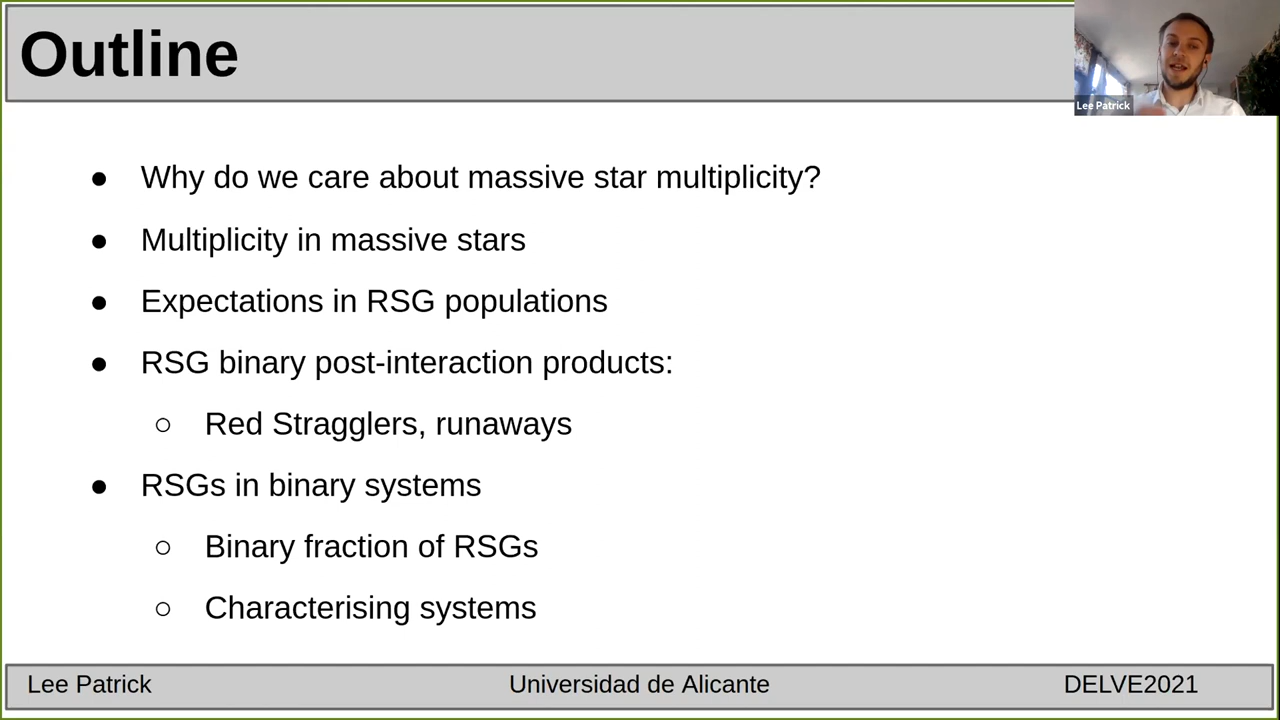 Outline
Lee Patrick
● Why do we care about massive star multiplicity?
● Multiplicity in massive stars
● Expectations in RSG populations
● RSG binary post-interaction products:
○ Red Stragglers, runaways
● RSGs in binary systems
○ Binary fraction of RSGs
○ Characterising systems
Lee Patrick Universidad de Alicante DELVE2021